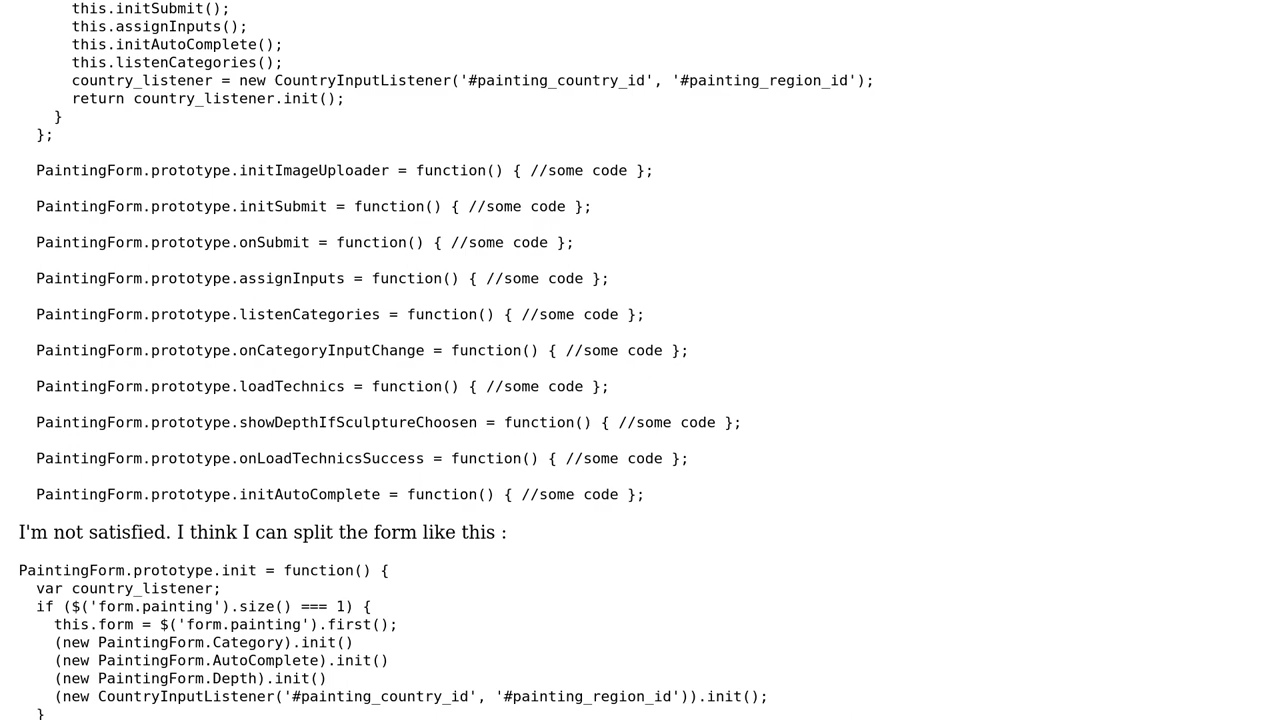 this.initSubmit();
this.assignInputs();
this.initAutoComplete();
this.listenCategories();
country_listener = new CountryInputListener('#painting_country_id', '#painting_region_id');
return country_listener.init();
}
};
PaintingForm.prototype.initImageUploader = function() { //some code };
PaintingForm.prototype.initSubmit = function() { //some code };
PaintingForm.prototype.onSubmit = function() { //some code };
PaintingForm.prototype.assignInputs = function() { //some code };
PaintingForm.prototype.listenCategories = function() { //some code };
PaintingForm.prototype.onCategoryInputChange = function() { //some code };
PaintingForm.prototype.loadTechnics = function() { //some code };
PaintingForm.prototype.showDepthIfSculptureChoosen = function() { //some code };
PaintingForm.prototype.onLoadTechnicsSuccess = function() { //some code };
PaintingForm.prototype.initAutoComplete = function() { //some code };
I'm not satisfied. I think I can split the form like this :
PaintingForm.prototype.init = function() {
var country_listener;
if ($('form.painting').size() === 1) {
this.form = $('form.painting').first();
(new PaintingForm.Category).init()
(new PaintingForm.AutoComplete).init()
(new PaintingForm.Depth).init()
(new CountryInputListener('#painting_country_id', '#painting_region_id')).init();
}